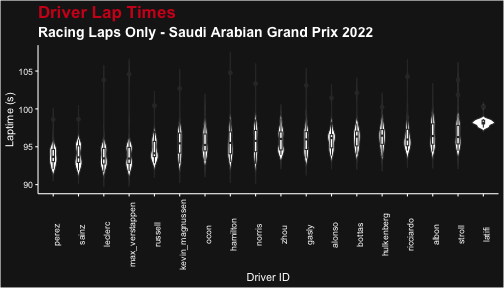 Driver Lap Times
Racing Laps Only - Saudi Arabian Grand Prix 2022
Laptime (s)
105
100
95
90
perez
sainz
leclerc
max_verstappen
russell
kevin_magnussen
ocon
hamilton
norris
zhou
gasly
alonso
bottas
hulkenberg
ricciardo
albon
stroll
latifi
Driver ID